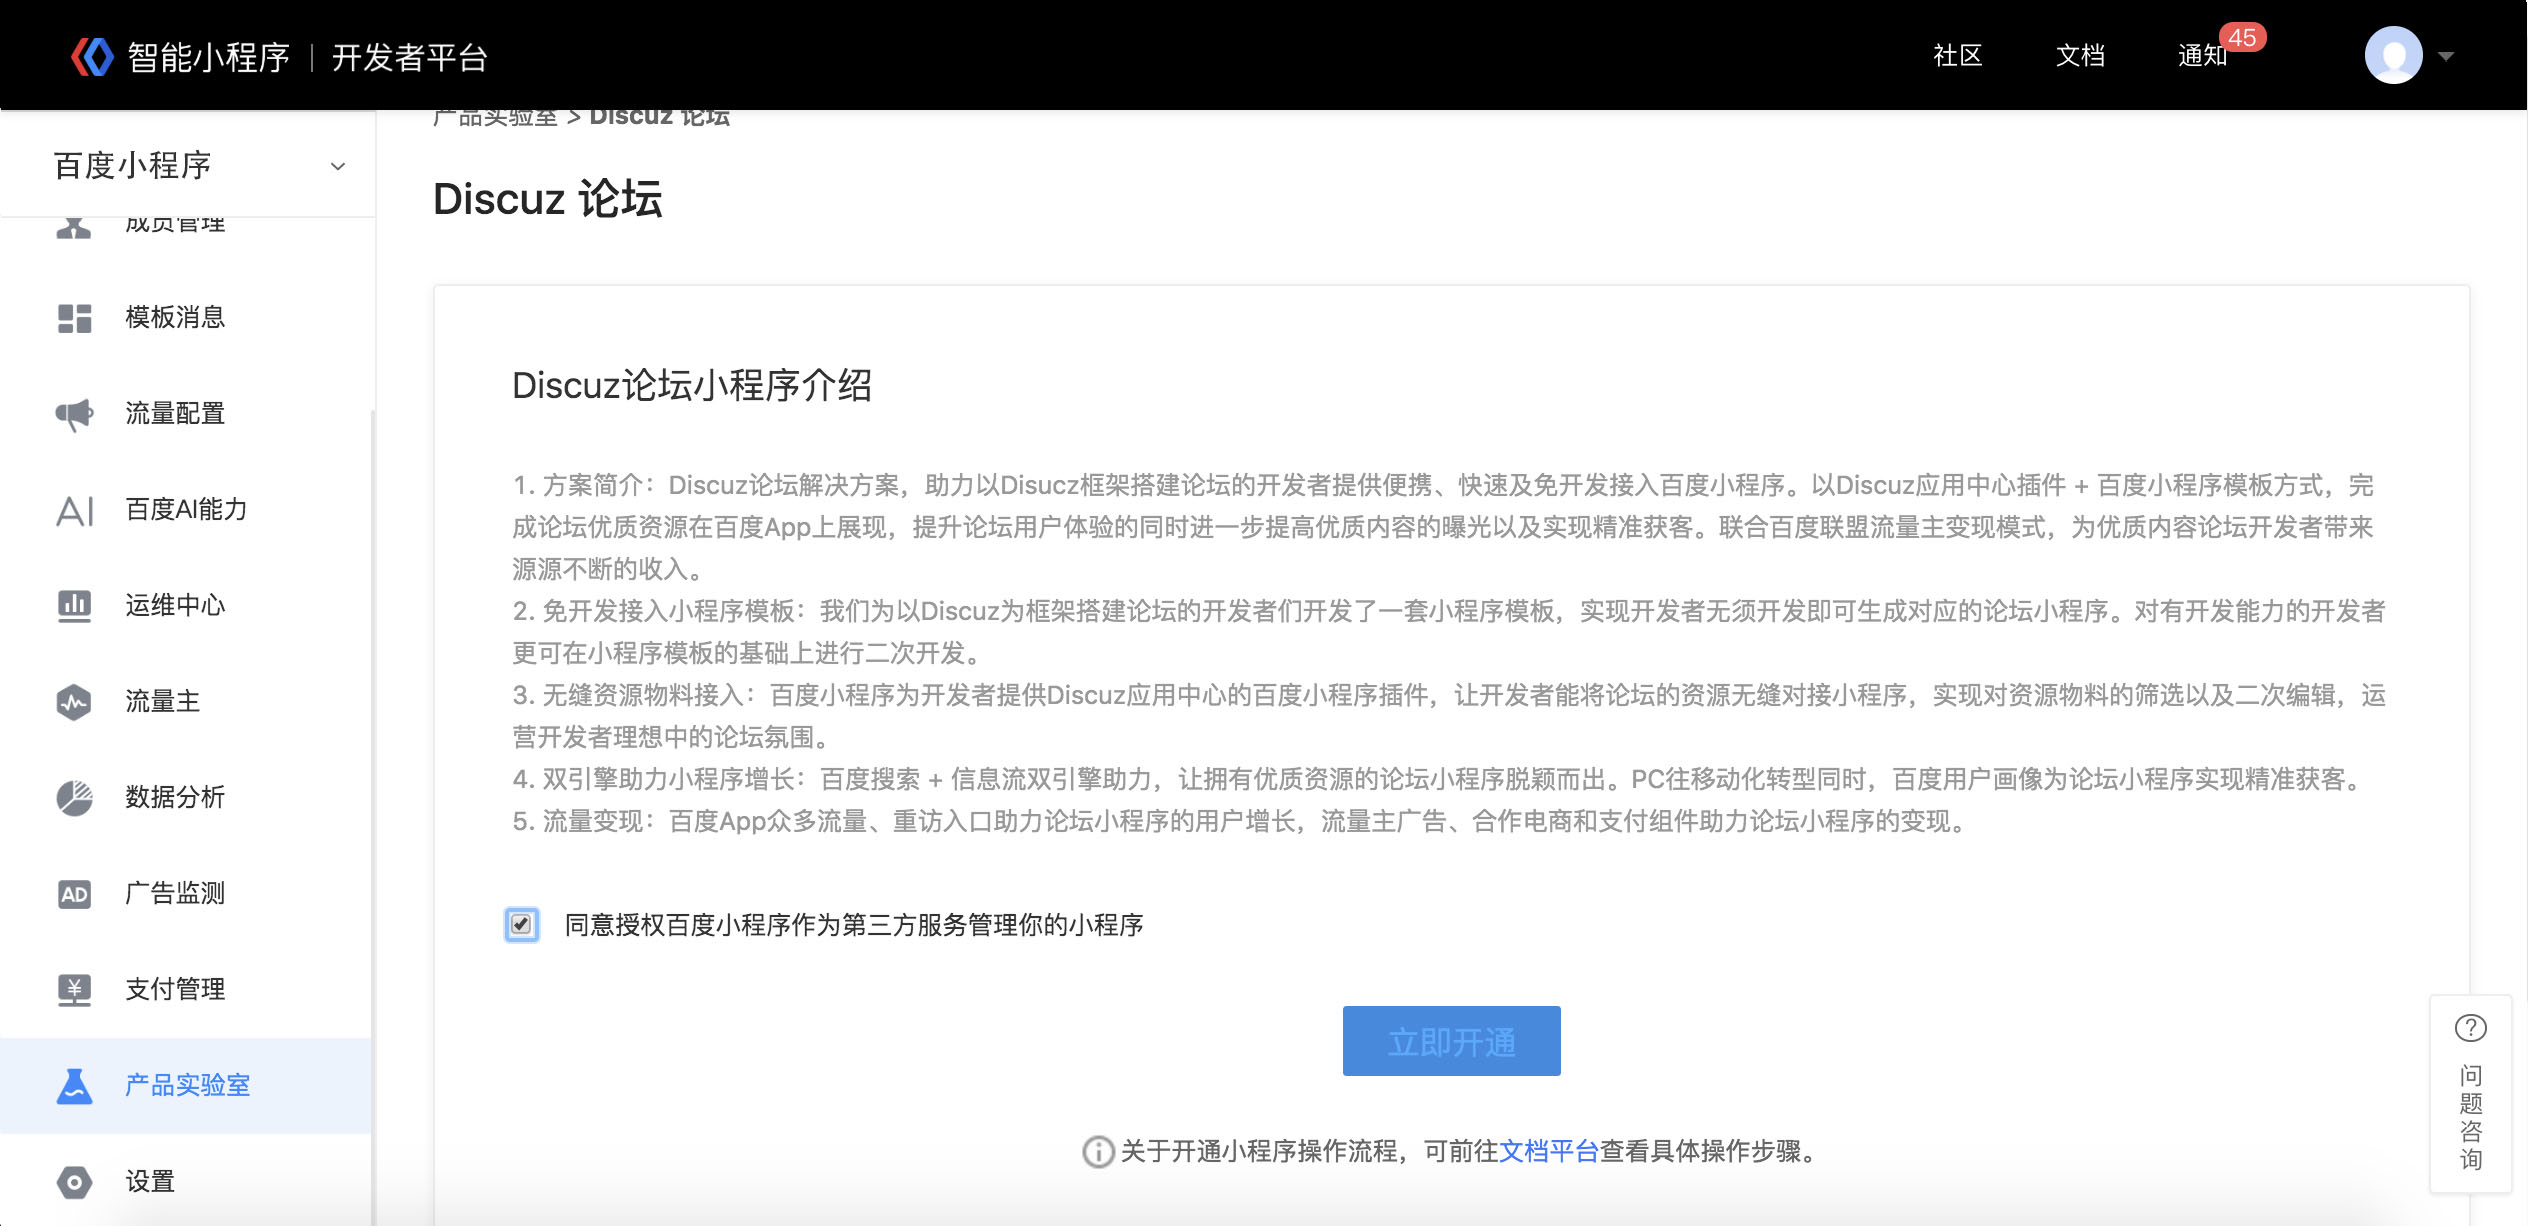 智能小程序 | 开发者平台
社区
文档
通知
45
产品实验室 > Discuz 论坛
百度小程序
成员管理
模板消息
流量配置
AI 百度AI能力
运维中心
流量主
数据分析
AD 广告监测
¥ 支付管理
产品实验室
设置
Discuz 论坛
Discuz论坛小程序介绍
1. 方案简介：Discuz论坛解决方案，助力以Disucz框架搭建论坛的开发者提供便携、快速及免开发接入百度小程序。以Discuz应用中心插件 + 百度小程序模板方式，完
成论坛优质资源在百度App上展现，提升论坛用户体验的同时进一步提高优质内容的曝光以及实现精准获客。联合百度联盟流量主变现模式，为优质内容论坛开发者带来
源源不断的收入。
2. 免开发接入小程序模板：我们为以Discuz为框架搭建论坛的开发者们开发了一套小程序模板，实现开发者无须开发即可生成对应的论坛小程序。对有开发能力的开发者
更可在小程序模板的基础上进行二次开发。
3. 无缝资源物料接入：百度小程序为开发者提供Discuz应用中心的百度小程序插件，让开发者能将论坛的资源无缝对接小程序，实现对资源物料的筛选以及二次编辑，运
营开发者理想中的论坛氛围。
4. 双引擎助力小程序增长：百度搜索 + 信息流双引擎助力，让拥有优质资源的论坛小程序脱颖而出。PC往移动化转型同时，百度用户画像为论坛小程序实现精准获客。
5. 流量变现：百度App众多流量、重访入口助力论坛小程序的用户增长，流量主广告、合作电商和支付组件助力论坛小程序的变现。
同意授权百度小程序作为第三方服务管理你的小程序
立即开通
关于开通小程序操作流程，可前往文档平台查看具体操作步骤。
问
题
咨
询